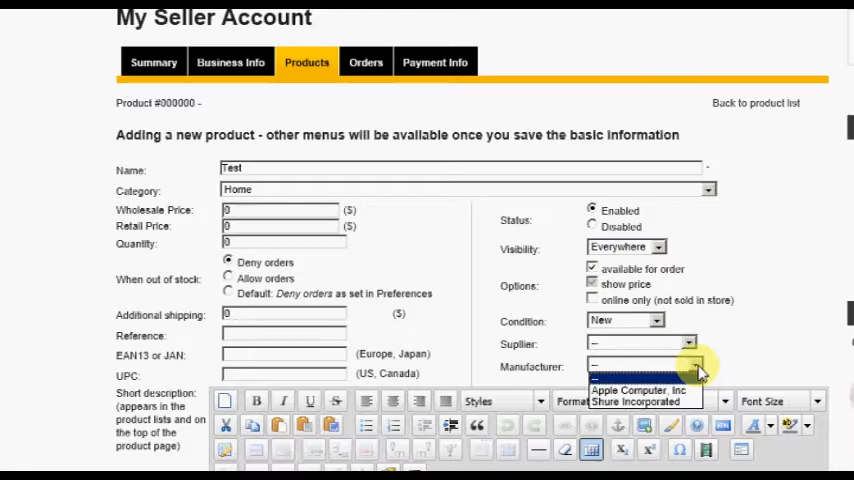 My Seller Account
Summary Business Info Products Orders Payment Info
Product #000000 - Back to product list
Adding a new product - other menus will be available once you save the basic information
Name: Test -
Category: Home
Wholesale Price: 0 ($)
Retail Price: 0 ($)
Quantity: 0
When out of stock: Deny orders
Allow orders
Default: Deny orders as set in Preferences
Additional shipping: 0 ($)
Reference:
EAN13 or JAN: (Europe, Japan)
UPC: (US, Canada)
Status: Enabled
Disabled
Visibility: Everywhere
Options: available for order
show price
online only (not sold in store)
Condition: New
Supllier: --
Manufacturer: --
--
Apple Computer, Inc
Shure Incorporated
Short description:
(appears in the
product lists and on
the top of the
product page)
B I U S Styles Format Font Size